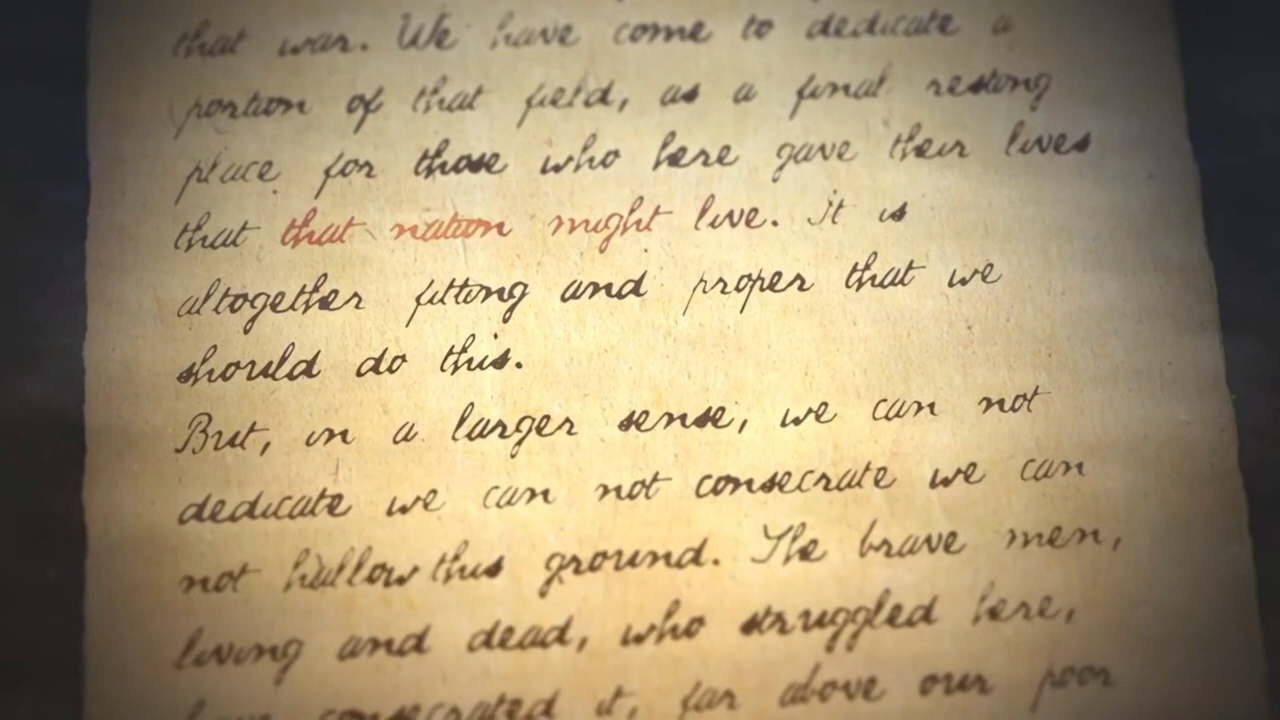 that war. We have come to dedicate a
portion of that field, as a final resting
place for those who here gave their lives
that that nation might live. It is
altogether fitting and proper that we
should do this.
But, in a larger sense, we can not
dedicate we can not consecrate we can
not hallow this ground. The brave men,
living and dead, who struggled here,
have consecrated it, far above our poor